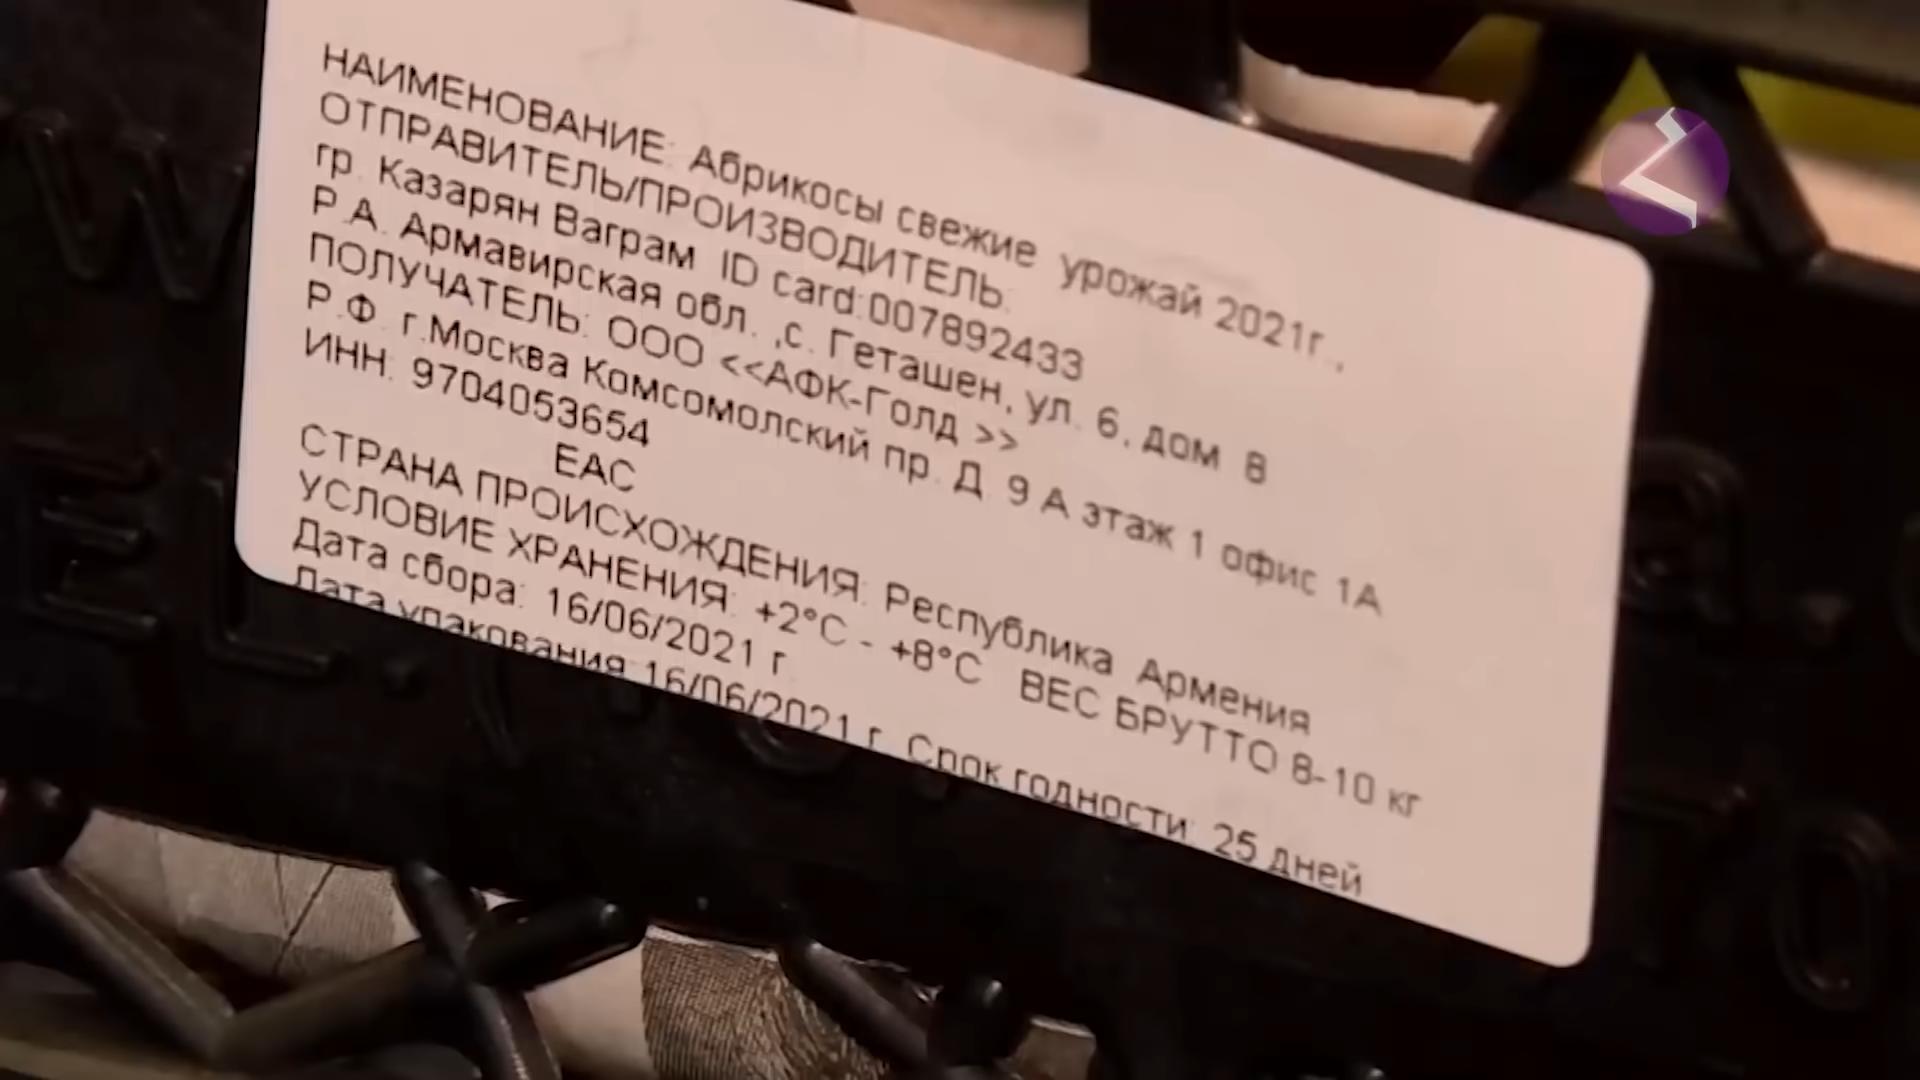 НАИМЕНОВАНИЕ: Абрикосы свежие урожай 2021г.,
ОТПРАВИТЕЛЬ/ПРОИЗВОДИТЕЛЬ:
гр. Казарян Ваграм ID card:007892433
Р.А. Армавирская обл. ,с. Геташен, ул. 6, дом 8
ПОЛУЧАТЕЛЬ: ООО <<АФК-Голд >>
Р.Ф. г.Москва Комсомолский пр. Д. 9 А этаж 1 офис 1А
ИНН: 9704053654
ЕАС
СТРАНА ПРОИСХОЖДЕНИЯ: Республика Армения
УСЛОВИЕ ХРАНЕНИЯ: +2°С - +8°С ВЕС БРУТТО 8-10 кг
Дата сбора: 16/06/2021 г.
Дата упакования:16/06/2021 г. Срок годности: 25 дней